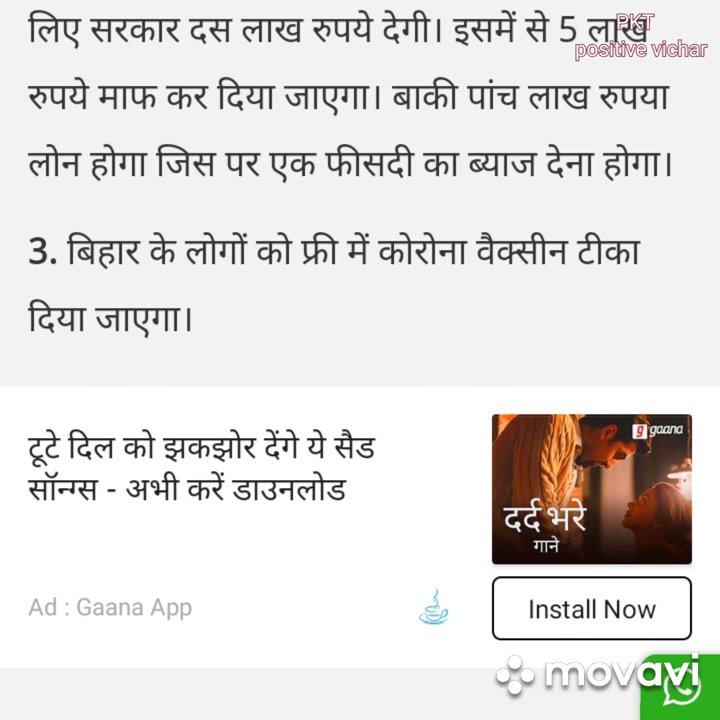 लिए सरकार दस लाख रुपये देगी। इसमें से 5 लाख
PKT
positive vichar
रुपये माफ कर दिया जाएगा। बाकी पांच लाख रुपया
लोन होगा जिस पर एक फीसदी का ब्याज देना होगा।
3. बिहार के लोगों को फ्री में कोरोना वैक्सीन टीका
दिया जाएगा।
टूटे दिल को झकझोर देंगे ये सैड
सॉन्ग्स - अभी करें डाउनलोड
g gaana
दर्द भरे
गाने
Ad : Gaana App
Install Now
movavi